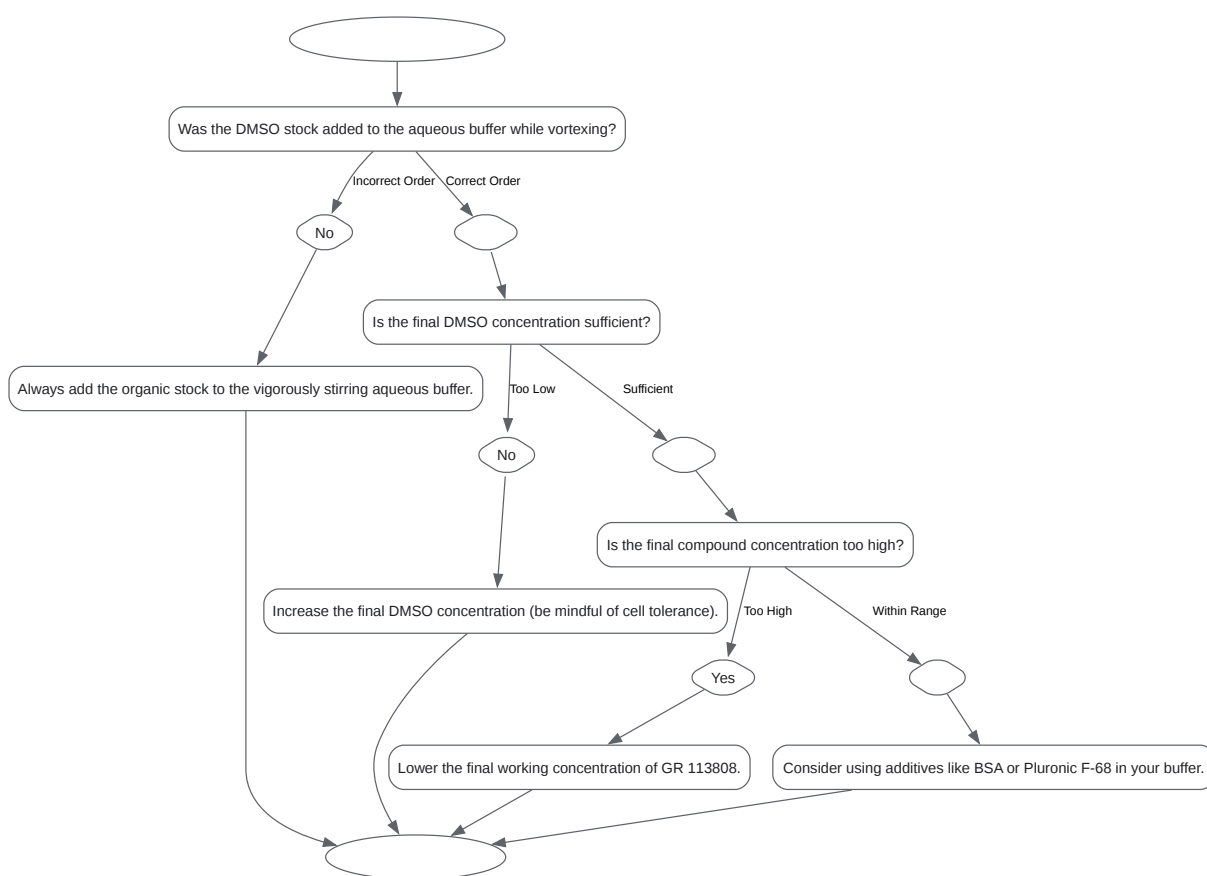 Was the DMSO stock added to the aqueous buffer while vortexing?
Incorrect Order
Correct Order
No
Is the final DMSO concentration sufficient?
Always add the organic stock to the vigorously stirring aqueous buffer.
Too Low
Sufficient
No
Is the final compound concentration too high?
Increase the final DMSO concentration (be mindful of cell tolerance).
Too High
Within Range
Yes
Lower the final working concentration of GR 113808.
Consider using additives like BSA or Pluronic F-68 in your buffer.